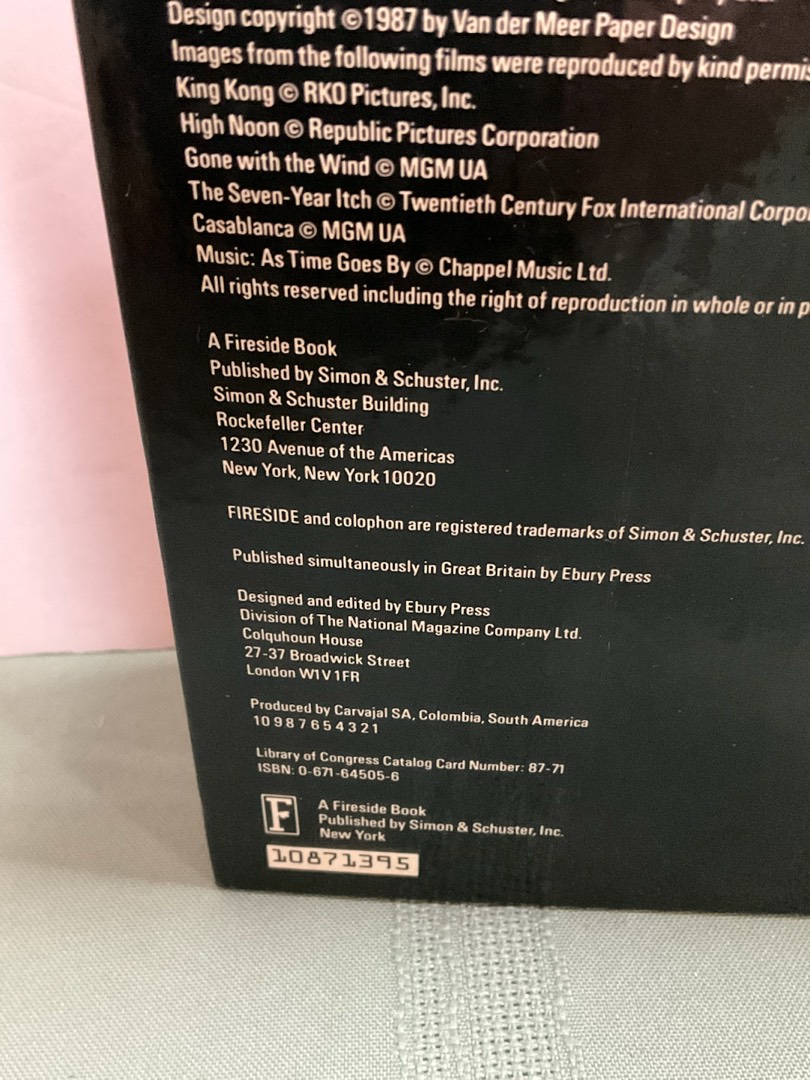 Design copyright ©1987 by Van der Meer Paper Design
Images from the following films were reproduced by kind
King Kong © RKO Pictures, Inc.
High Noon © Republic Pictures Corporation
Gone with the Wind © MGM UA
The Seven-Year Itch © Twentieth Century Fox International
Casablanca © MGM UA
Music: As Time Goes By © Chappel Music Ltd.
All rights reserved including the right of reproduction in whole or in
A Fireside Book
Published by Simon & Schuster, Inc.
Simon & Schuster Building
Rockefeller Center
1230 Avenue of the Americas
New York, New York 10020
FIRESIDE and colophon are registered trademarks of Simon & Schuster, Inc.
Published simultaneously in Great Britain by Ebury Press
Designed and edited by Ebury Press
Division of The National Magazine Company Ltd.
Colquhoun House
27-37 Broadwick Street
London W1V 1FR
Produced by Carvajal SA, Colombia, South America
10 9 8 7 6 5 4 3 2 1
Library of Congress Catalog Card Number: 87-71
ISBN: 0-671-64505-6
F
A Fireside Book
Published by Simon & Schuster, Inc.
New York
10871395